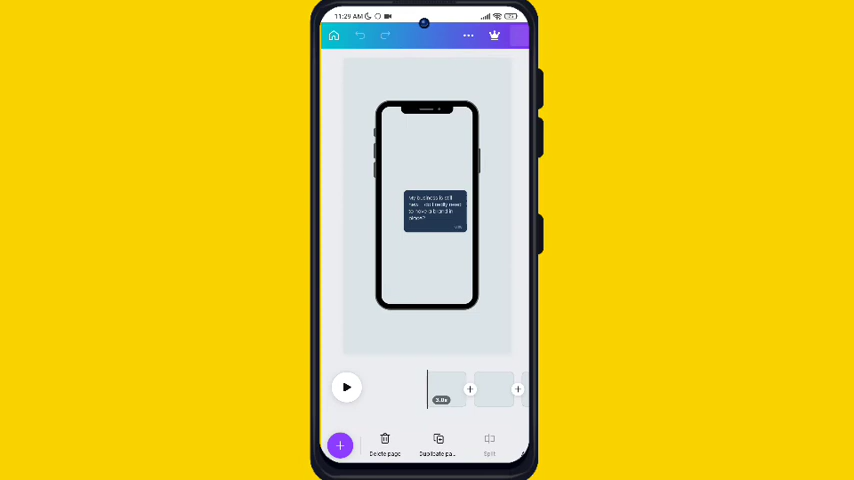 11:29 AM
My business is still
new... do I really need
to have a brand in
place?
3.0s
Delete page
Duplicate pa...
Split